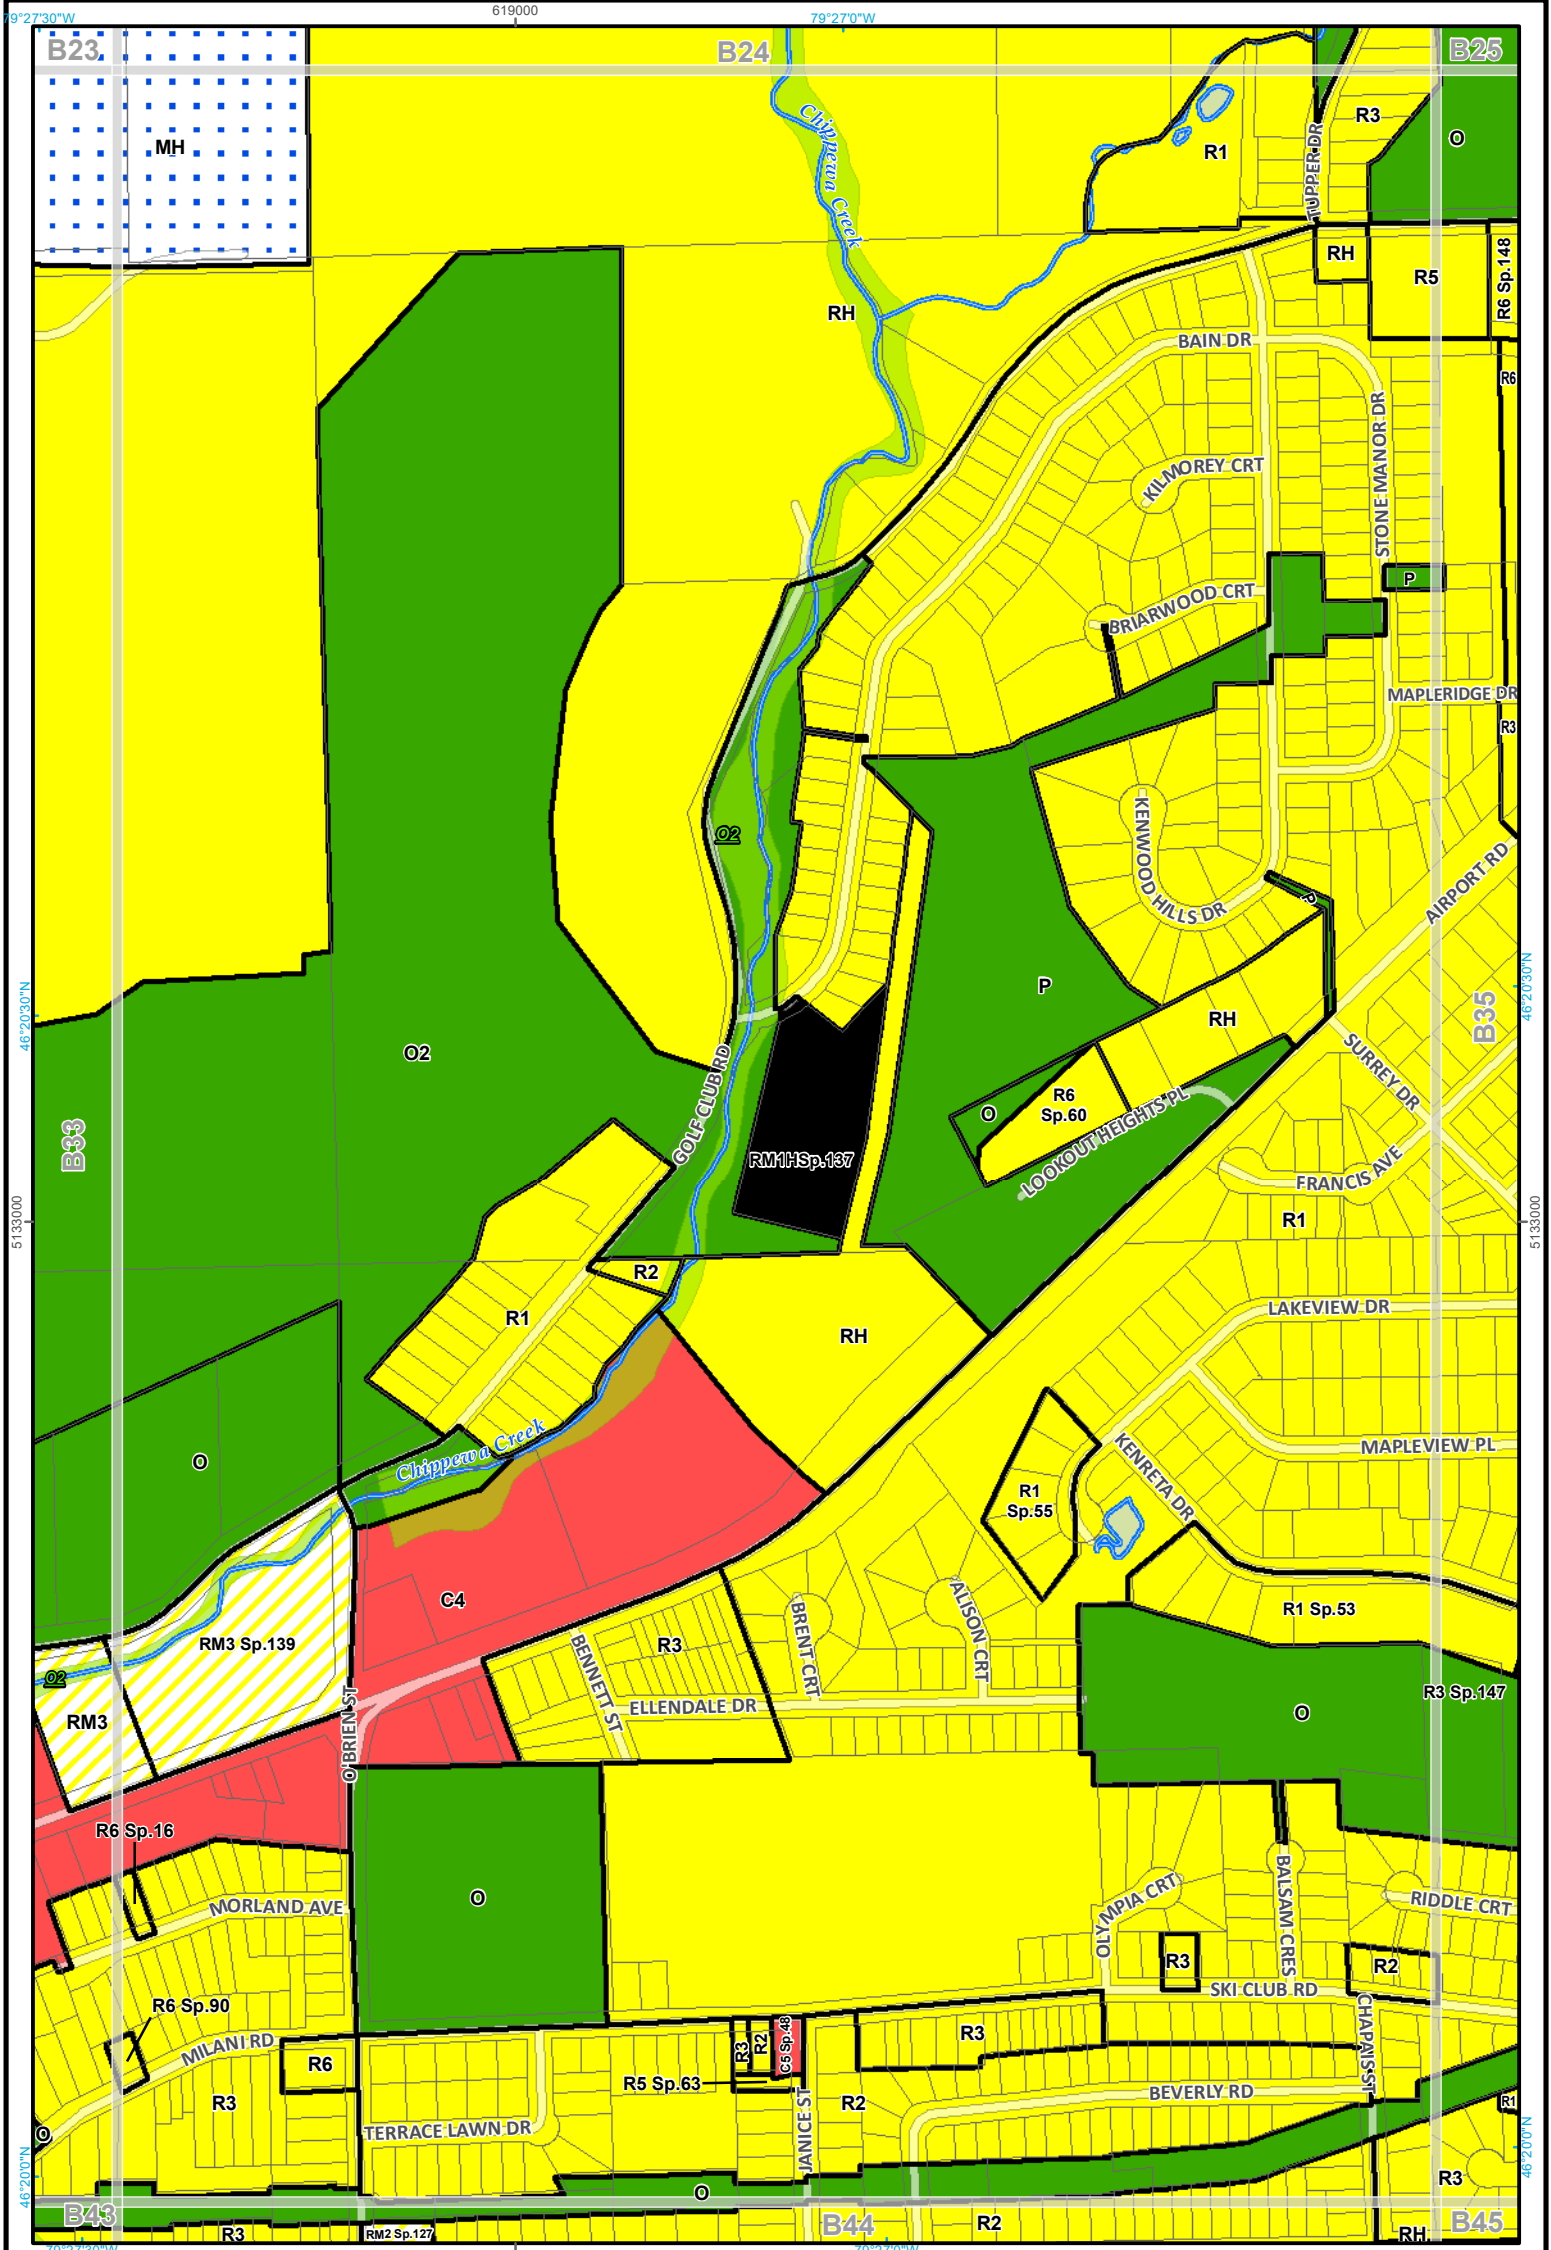 79°27'30"W
619000
79°27'0"W
B23
B24
B25
MH
Chippewa Creek
R1
TUPPER DR
R3
O
RH
R5
R6 Sp.148
RH
BAIN DR
R6
STONE MANOR DR
KILMOREY CRT
P
BRIARWOOD CRT
MAPLERIDGE DR
R3
O2
KENWOOD HILLS DR
AIRPORT RD
P
46°20'30"N
P
RH
B35
46°20'30"N
O2
SURREY DR
GOLF CLUB RD
R6
Sp.60
O
LOOKOUT HEIGHTS PL
B33
RM1HSp.137
FRANCIS AVE
5133000
R1
5133000
R2
R1
LAKEVIEW DR
RH
Chippewa Creek
KENRETA DR
MAPLEVIEW PL
O
R1
Sp.55
C4
ALISON CRT
BRENT CRT
R1 Sp.53
RM3 Sp.139
BENNETT ST
R3
O2
O'BRIEN ST
ELLENDALE DR
R3 Sp.147
O
RM3
R6 Sp.16
MORLAND AVE
O
OLYMPIA CRT
BALSAM CRES
RIDDLE CRT
R3
R2
R6 Sp.90
SKI CLUB RD
MILANI RD
R6
R3
R2
C5 Sp.48
R3
CHAPAIS ST
R5 Sp.63
R3
R2
BEVERLY RD
R1
O
TERRACE LAWN DR
JANICE ST
46°20'0"N
46°20'0"N
R3
O
B43
B44
B45
R3
RM2 Sp.127
R2
RH
79°27'30"W
79°27'0"W